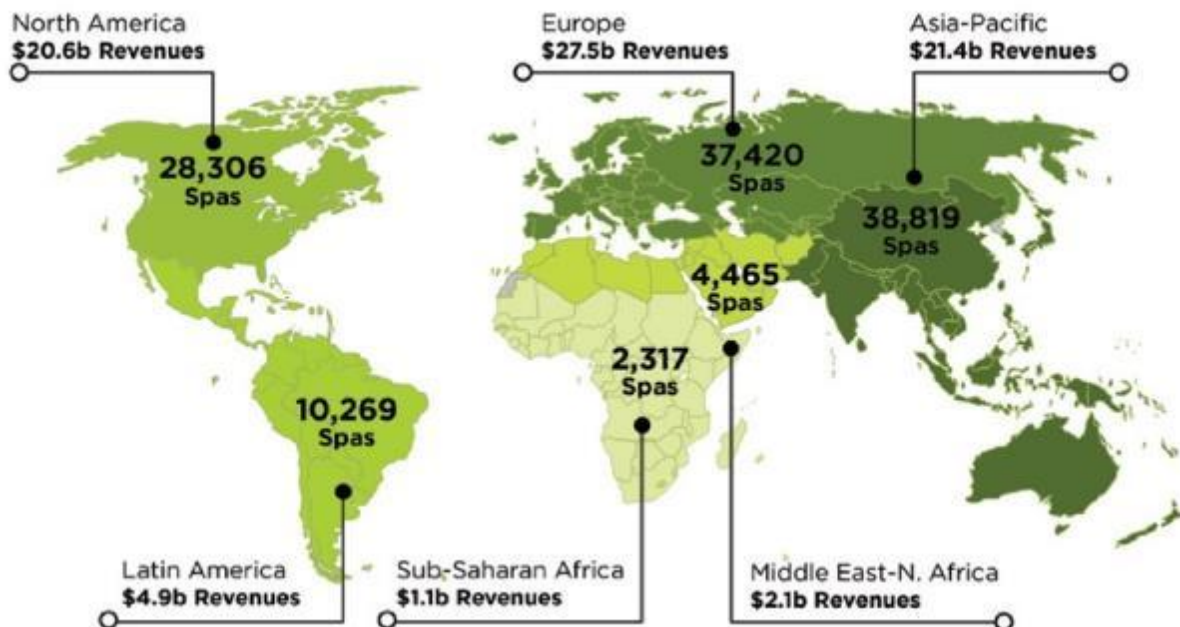 North America
$20.6b Revenues
Europe
$27.5b Revenues
Asia-Pacific
$21.4b Revenues
28,306
Spas
37,420
Spas
38,819
Spas
4,465
Spas
2,317
Spas
10,269
Spas
Latin America
$4.9b Revenues
Sub-Saharan Africa
$1.1b Revenues
Middle East-N. Africa
$2.1b Revenues